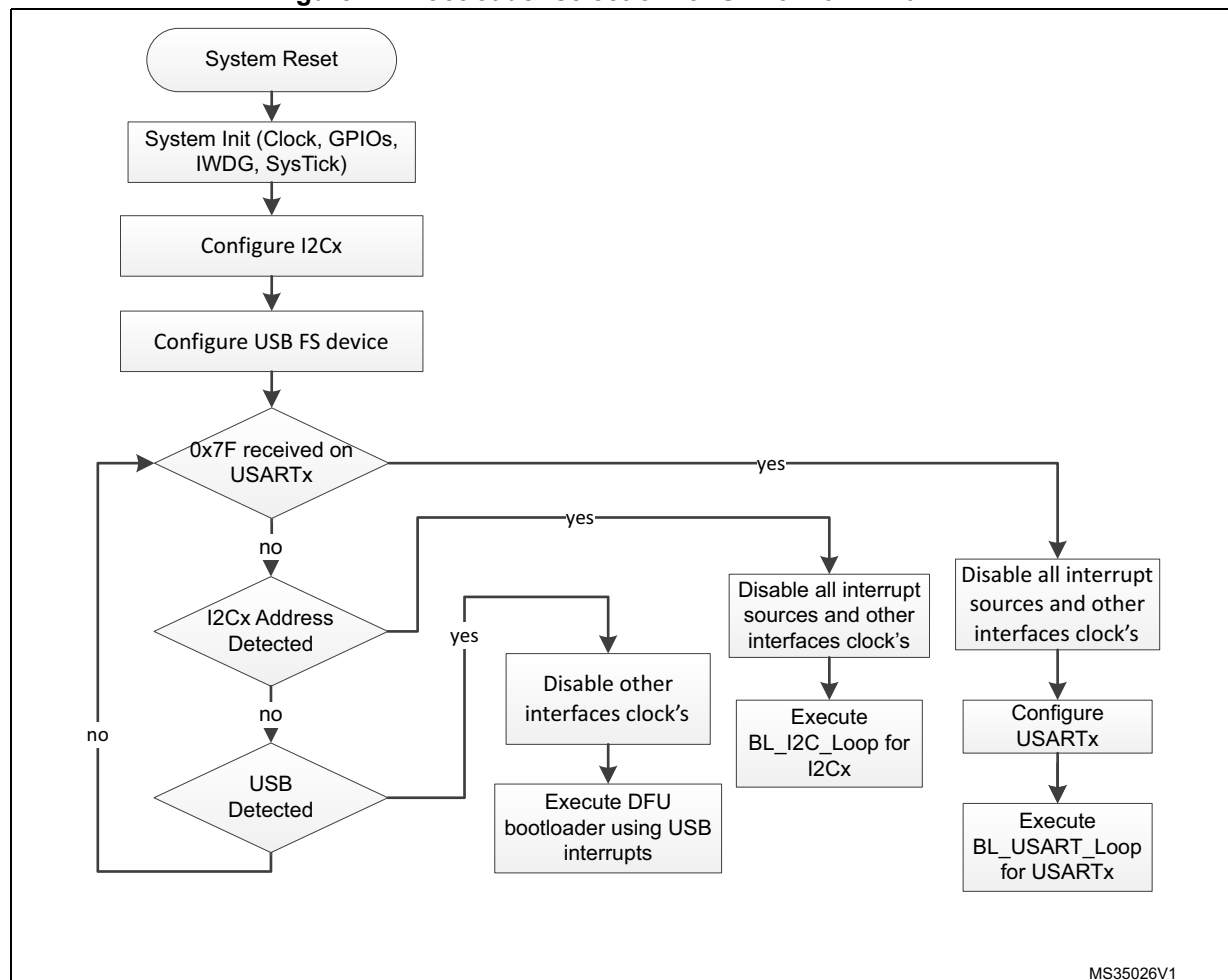 System Reset
System Init (Clock, GPIOs,
IWDG, SysTick)
Configure I2Cx
Configure USB FS device
0x7F received on
USARTx
yes
no
yes
I2Cx Address
Detected
yes
Disable all interrupt
sources and other
interfaces clock's
Disable all interrupt
sources and other
interfaces clock's
Disable other
interfaces clock's
no
no
Execute
BL_I2C_Loop for
I2Cx
Configure
USARTx
USB
Detected
Execute DFU
bootloader using USB
interrupts
Execute
BL_USART_Loop
for USARTx
MS35026V1